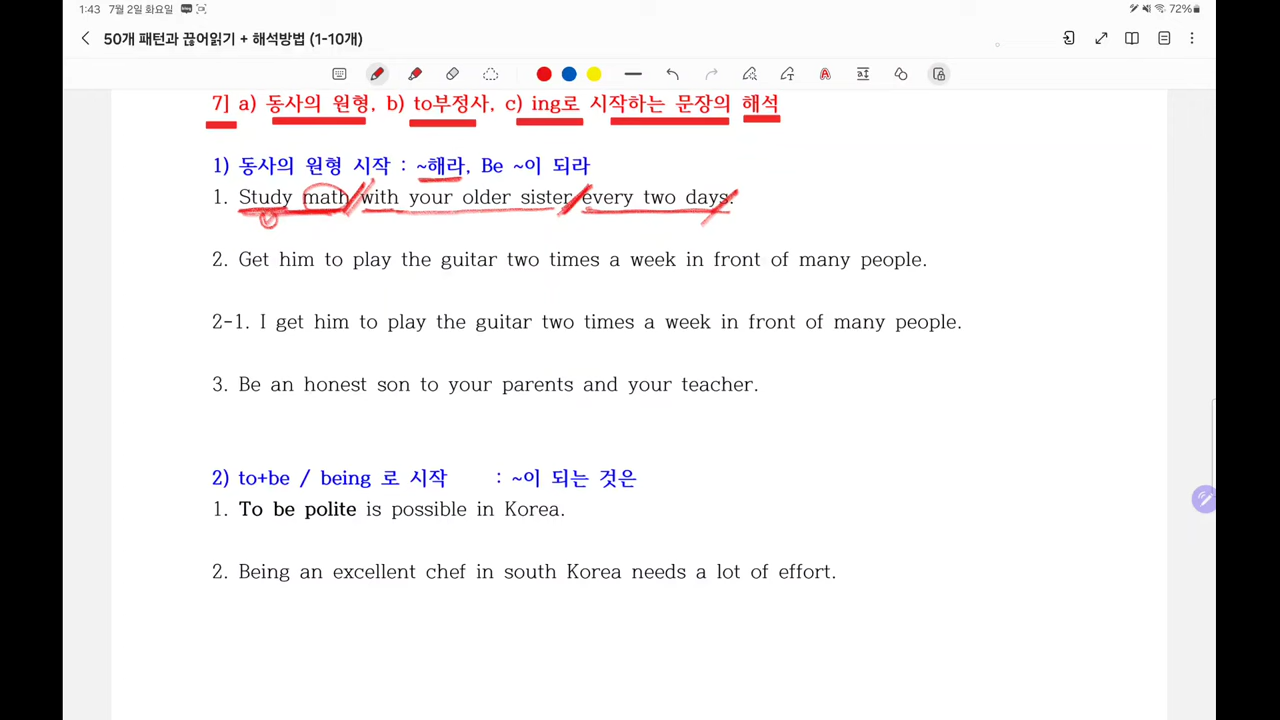 1:43 7월 2일 화요일 72%
50개 패턴과 끊어읽기 + 해석방법 (1-10개)
7] a) 동사의 원형, b) to부정사, c) ing로 시작하는 문장의 해석
1) 동사의 원형 시작 : ~해라, Be ~이 되라
1. Study math with your older sister every two days.
2. Get him to play the guitar two times a week in front of many people.
2-1. I get him to play the guitar two times a week in front of many people.
3. Be an honest son to your parents and your teacher.
2) to+be / being 로 시작 : ~이 되는 것은
1. To be polite is possible in Korea.
2. Being an excellent chef in south Korea needs a lot of effort.